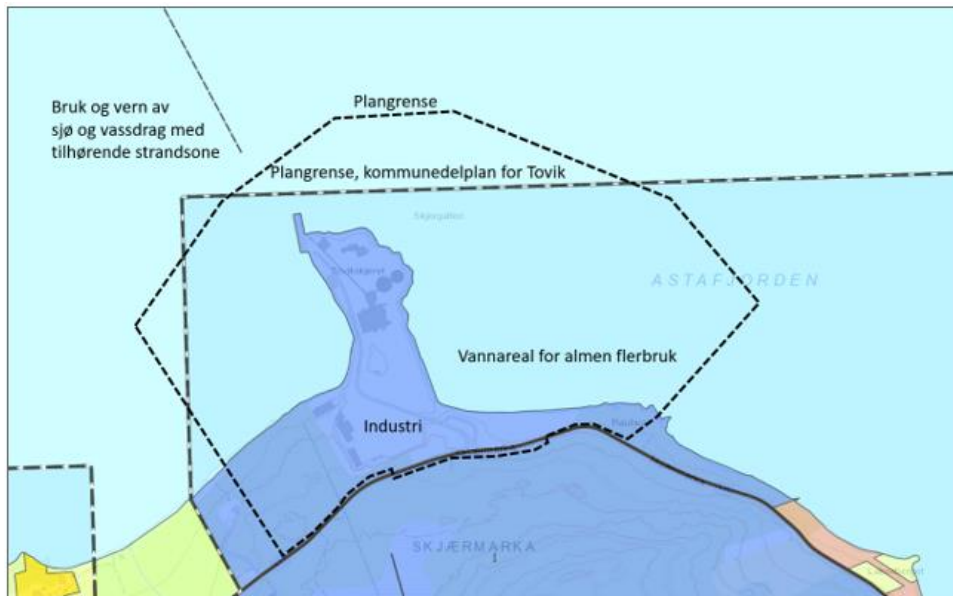 Plangrense
Bruk og vern av
sjø og vassdrag med
tilhørende strandsone
Plangrense, kommunedelplan for Tovik
ASTAFJORDEN
Vannareal for almen flerbruk
Industri
SKJÆRMARKA